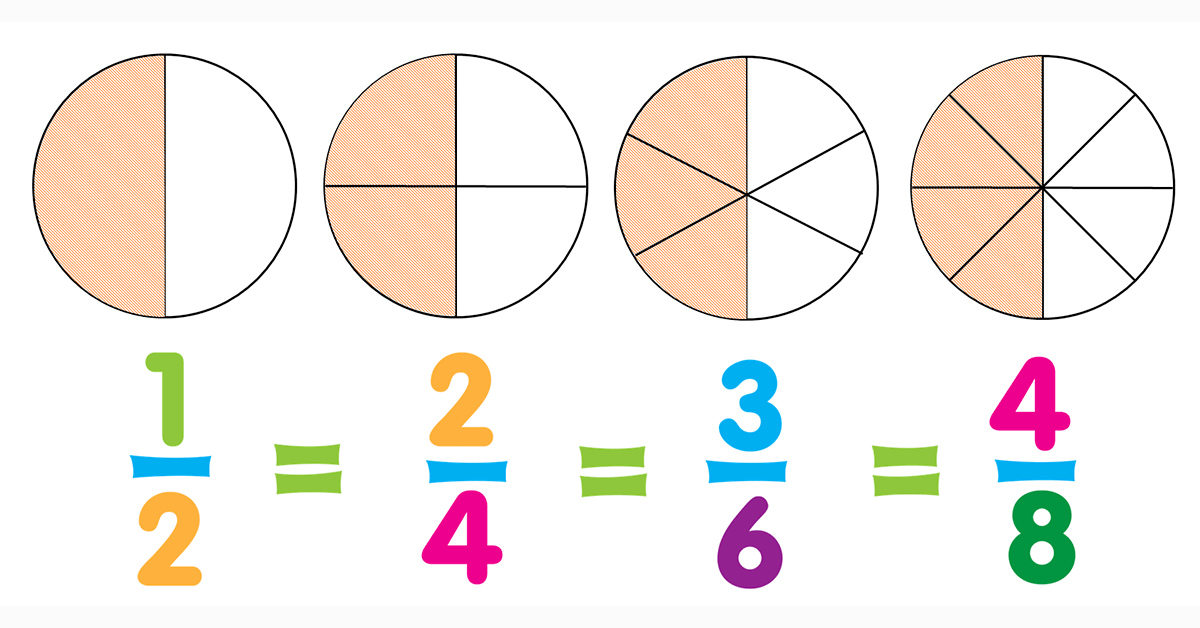 1/2 = 2/4 = 3/6 = 4/8